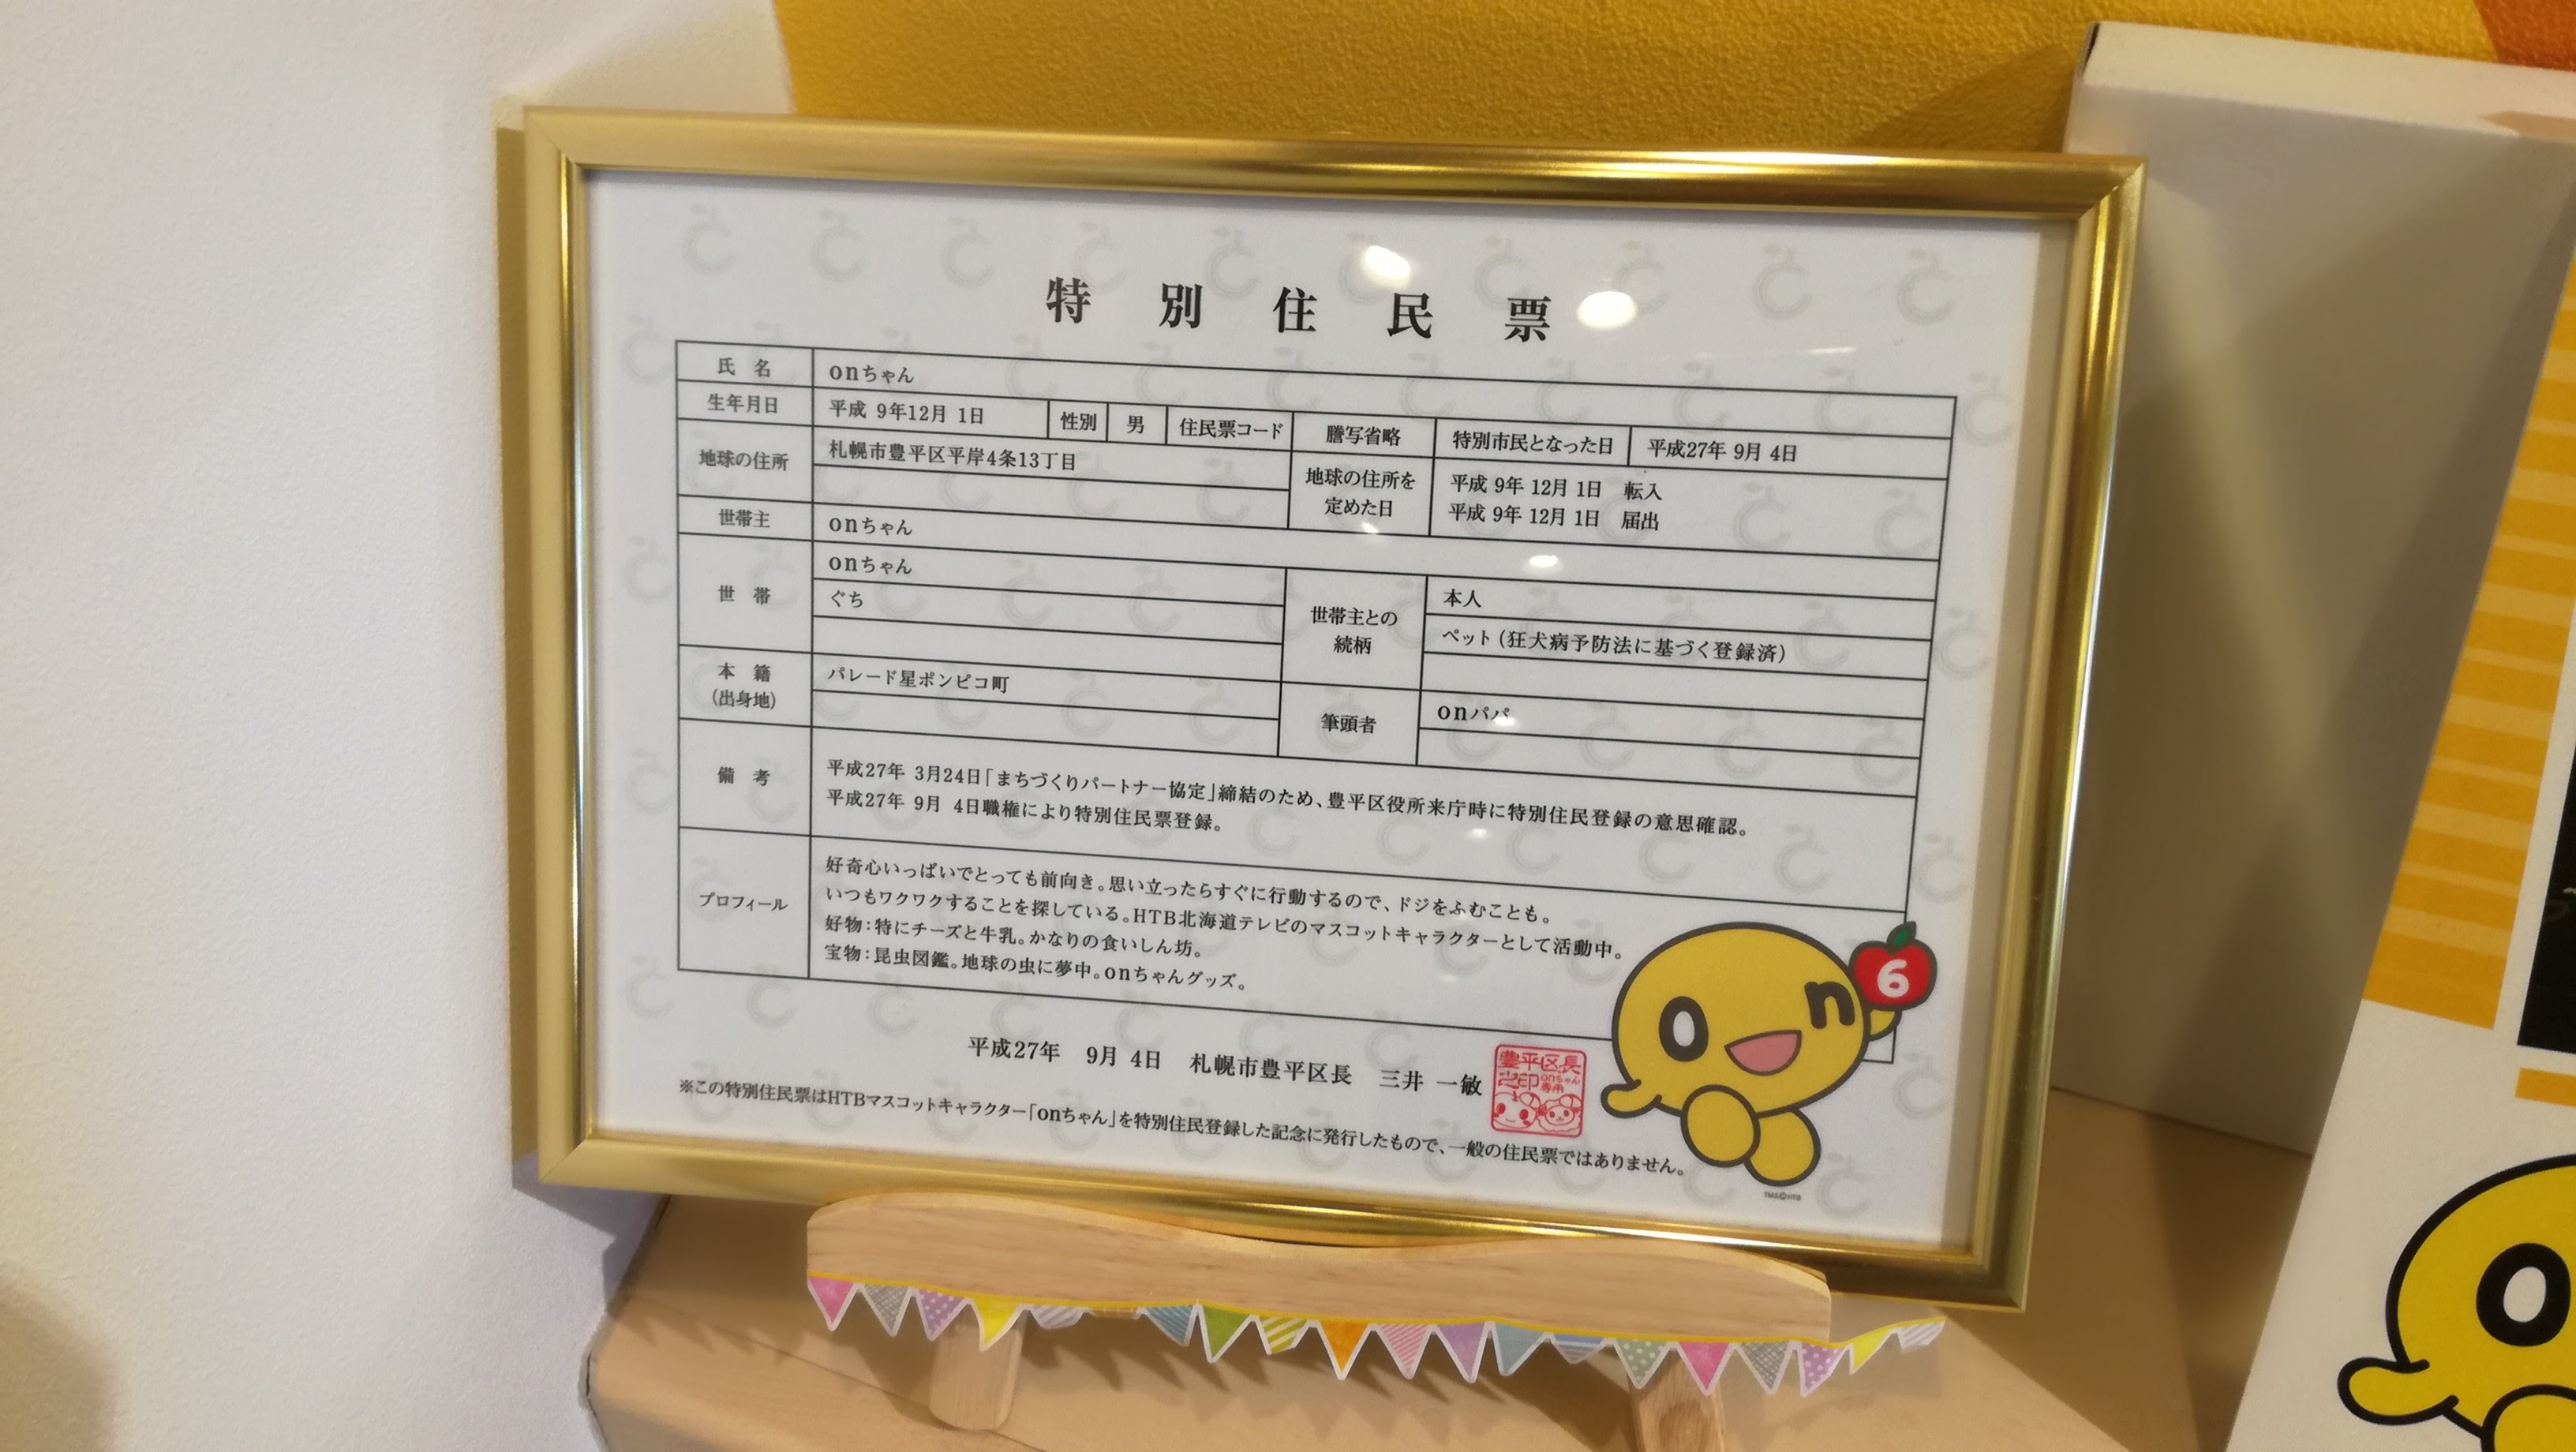 特別住民票
氏 名 onちゃん
生年月日 平成 9年12月 1日 性別 男 住民票コード 謄写省略 特別市民となった日 平成27年 9月 4日
地球の住所 札幌市豊平区平岸4条13丁目
地球の住所を
定めた日
平成 9年 12月 1日 転入
平成 9年 12月 1日 届出
世帯主 onちゃん
世 帯
onちゃん
ぐち
世帯主との
続柄
本人
ペット(狂犬病予防法に基づく登録済)
本 籍
(出身地)
パレード星ポンピコ町
筆頭者 onパパ
備 考
平成27年 3月24日「まちづくりパートナー協定」締結のため、豊平区役所来庁時に特別住民登録の意思確認。
平成27年 9月 4日職権により特別住民票登録。
プロフィール
好奇心いっぱいでとっても前向き。思い立ったらすぐに行動するので、ドジをふむことも。
いつもワクワクすることを探している。HTB北海道テレビのマスコットキャラクターとして活動中。
好物:特にチーズと牛乳。かなりの食いしん坊。
宝物:昆虫図鑑。地球の虫に夢中。onちゃんグッズ。
平成27年 9月 4日 札幌市豊平区長 三井 一敏
豊平区長
之印 onちゃん
専用
on
6
※この特別住民票はHTBマスコットキャラクター「onちゃん」を特別住民登録した記念に発行したもので、一般の住民票ではありません。
o